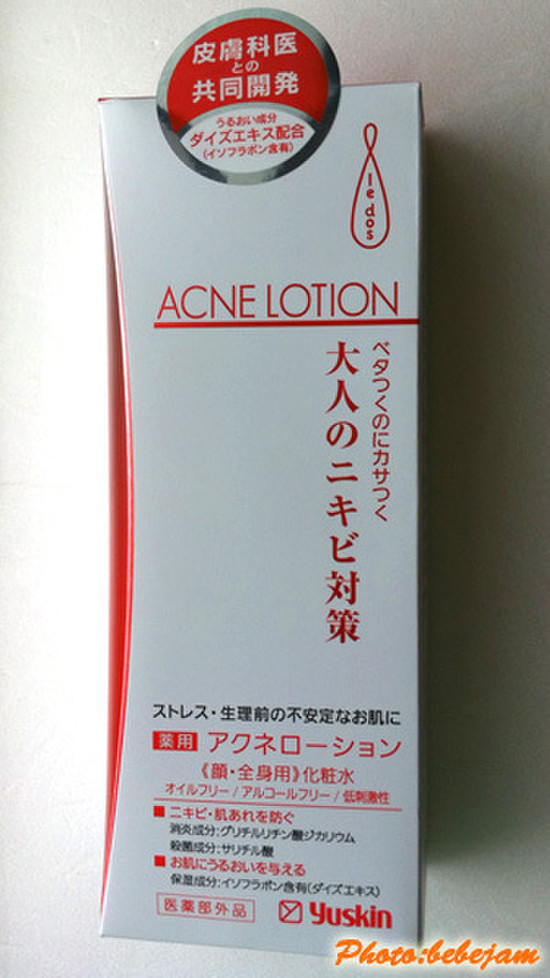 皮膚科医
との
共同開発
うるおい成分
ダイズエキス配合
(イソフラボン含有)
le dos
ACNE LOTION
ベタつくのにカサつく
大人のニキビ対策
ストレス・生理前の不安定なお肌に
薬用 アクネローション
《顔・全身用》化粧水
オイルフリー / アルコールフリー / 低刺激性
■ ニキビ・肌あれを防ぐ
消炎成分:グリチルリチン酸ジカリウム
殺菌成分:サリチル酸
■ お肌にうるおいを与える
保湿成分:イソフラボン含有(ダイズエキス)
医薬部外品
Yuskin
Photo:bebejam